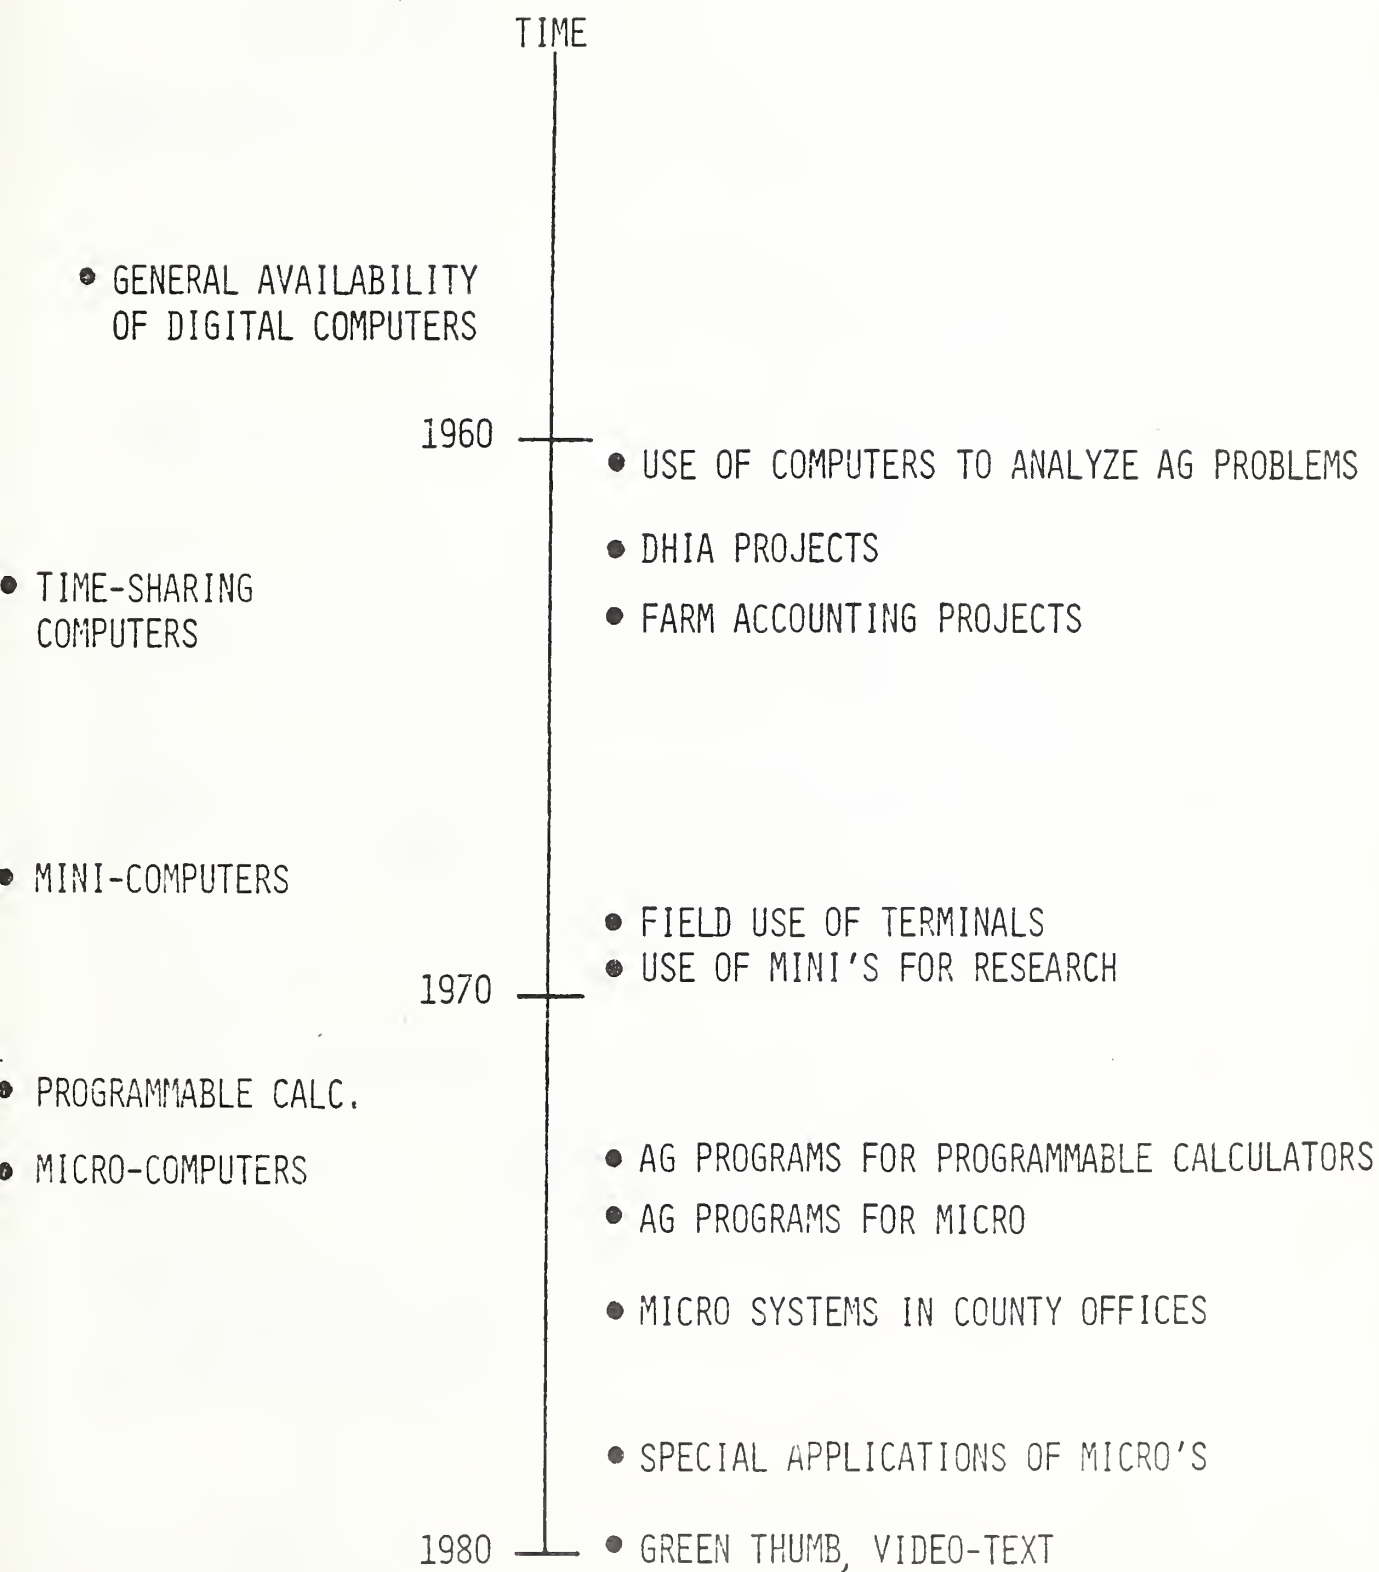 TIME
• GENERAL AVAILABILITY
OF DIGITAL COMPUTERS
1960
• USE OF COMPUTERS TO ANALYZE AG PROBLEMS
• DHIA PROJECTS
• TIME-SHARING
COMPUTERS
• FARM ACCOUNTING PROJECTS
• MINI-COMPUTERS
• FIELD USE OF TERMINALS
• USE OF MINI'S FOR RESEARCH
1970
• PROGRAMMABLE CALC.
• MICRO-COMPUTERS
• AG PROGRAMS FOR PROGRAMMABLE CALCULATORS
• AG PROGRAMS FOR MICRO
• MICRO SYSTEMS IN COUNTY OFFICES
• SPECIAL APPLICATIONS OF MICRO'S
1980
• GREEN THUMB, VIDEO-TEXT